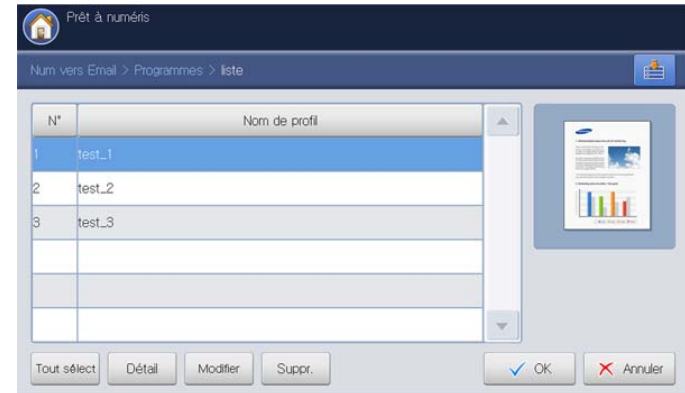 Prêt à numéris
Num vers Email > Programmes > liste
N° Nom de profil
1 test_1
2 test_2
3 test_3
Tout sélect Détail Modifier Suppr. OK Annuler